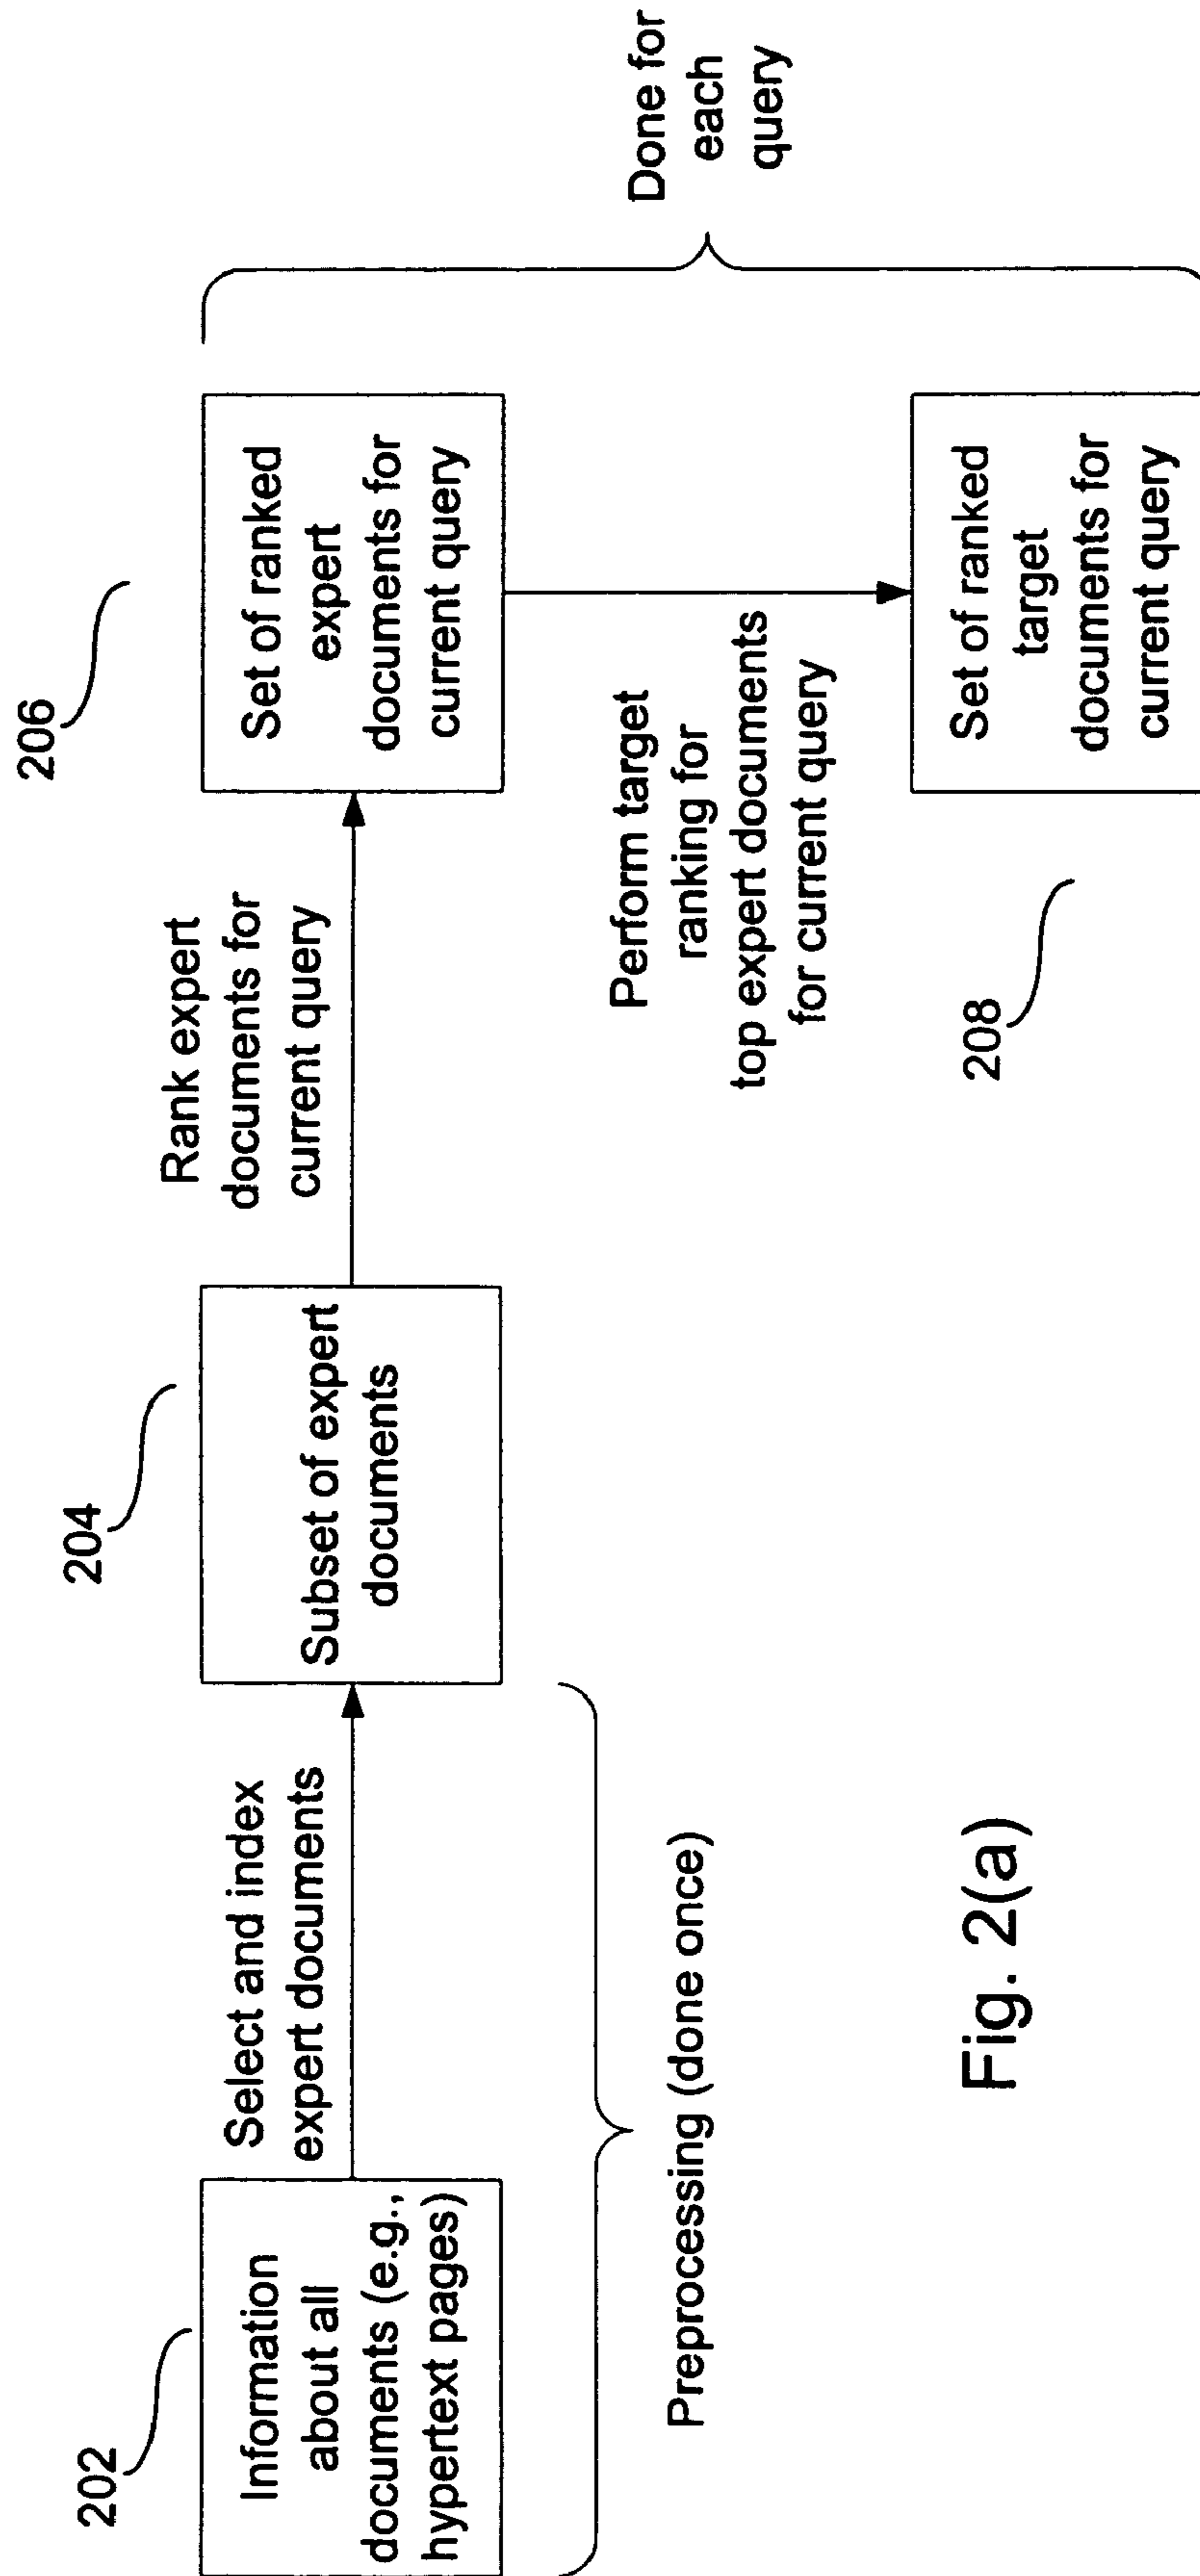 202
Information
about all
documents (e.g.,
hypertext pages)
Select and index
expert documents
Preprocessing (done once)
204
Subset of expert
documents
Rank expert
documents for
current query
206
Set of ranked
expert
documents for
current query
Perform target
ranking for
top expert documents
for current query
208
Set of ranked
target
documents for
current query
Done for
each
query
Fig. 2(a)